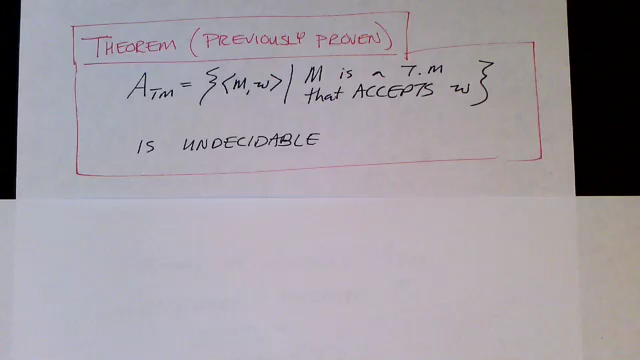 THEOREM (PREVIOUSLY PROVEN)
A_TM = {<M, w> | M is a T.M
that ACCEPTS w}
IS UNDECIDABLE